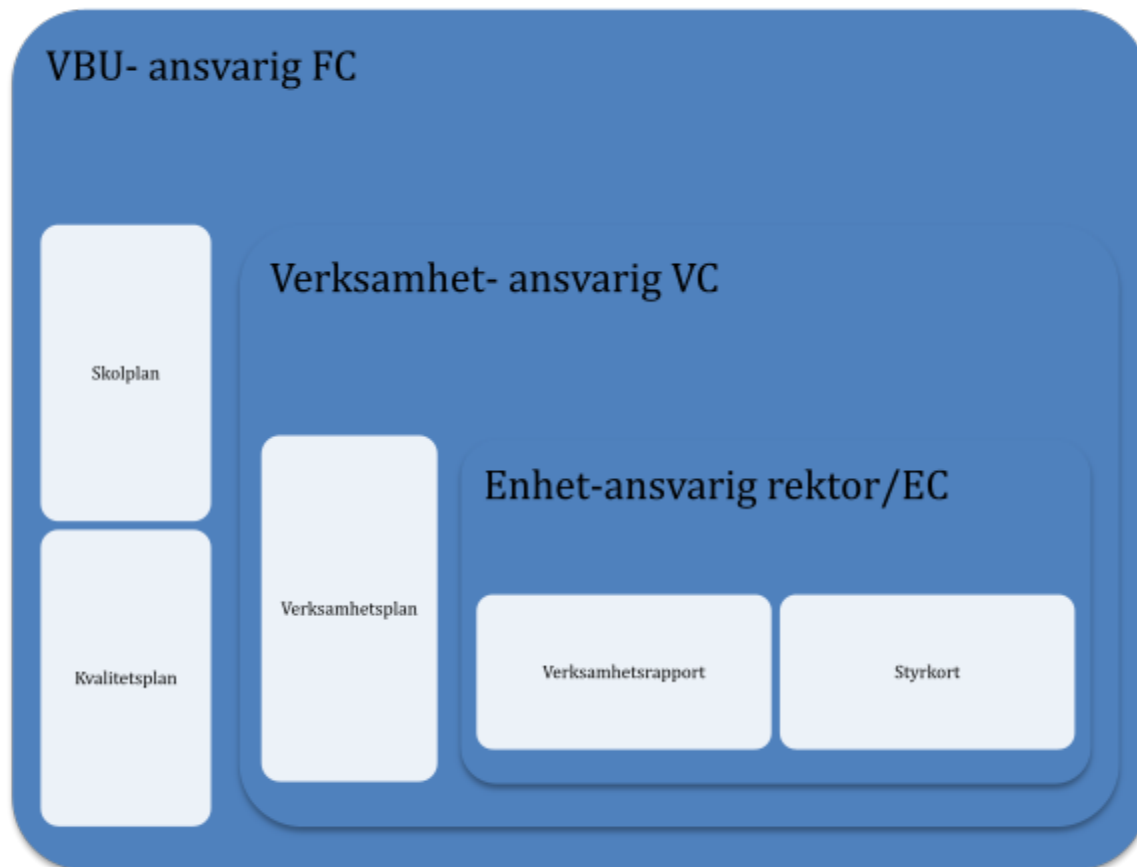 VBU- ansvarig FC
Skolplan
Kvalitetsplan
Verksamhet- ansvarig VC
Verksamhetsplan
Enhet-ansvarig rektor/EC
Verksamhetsrapport
Styrkort